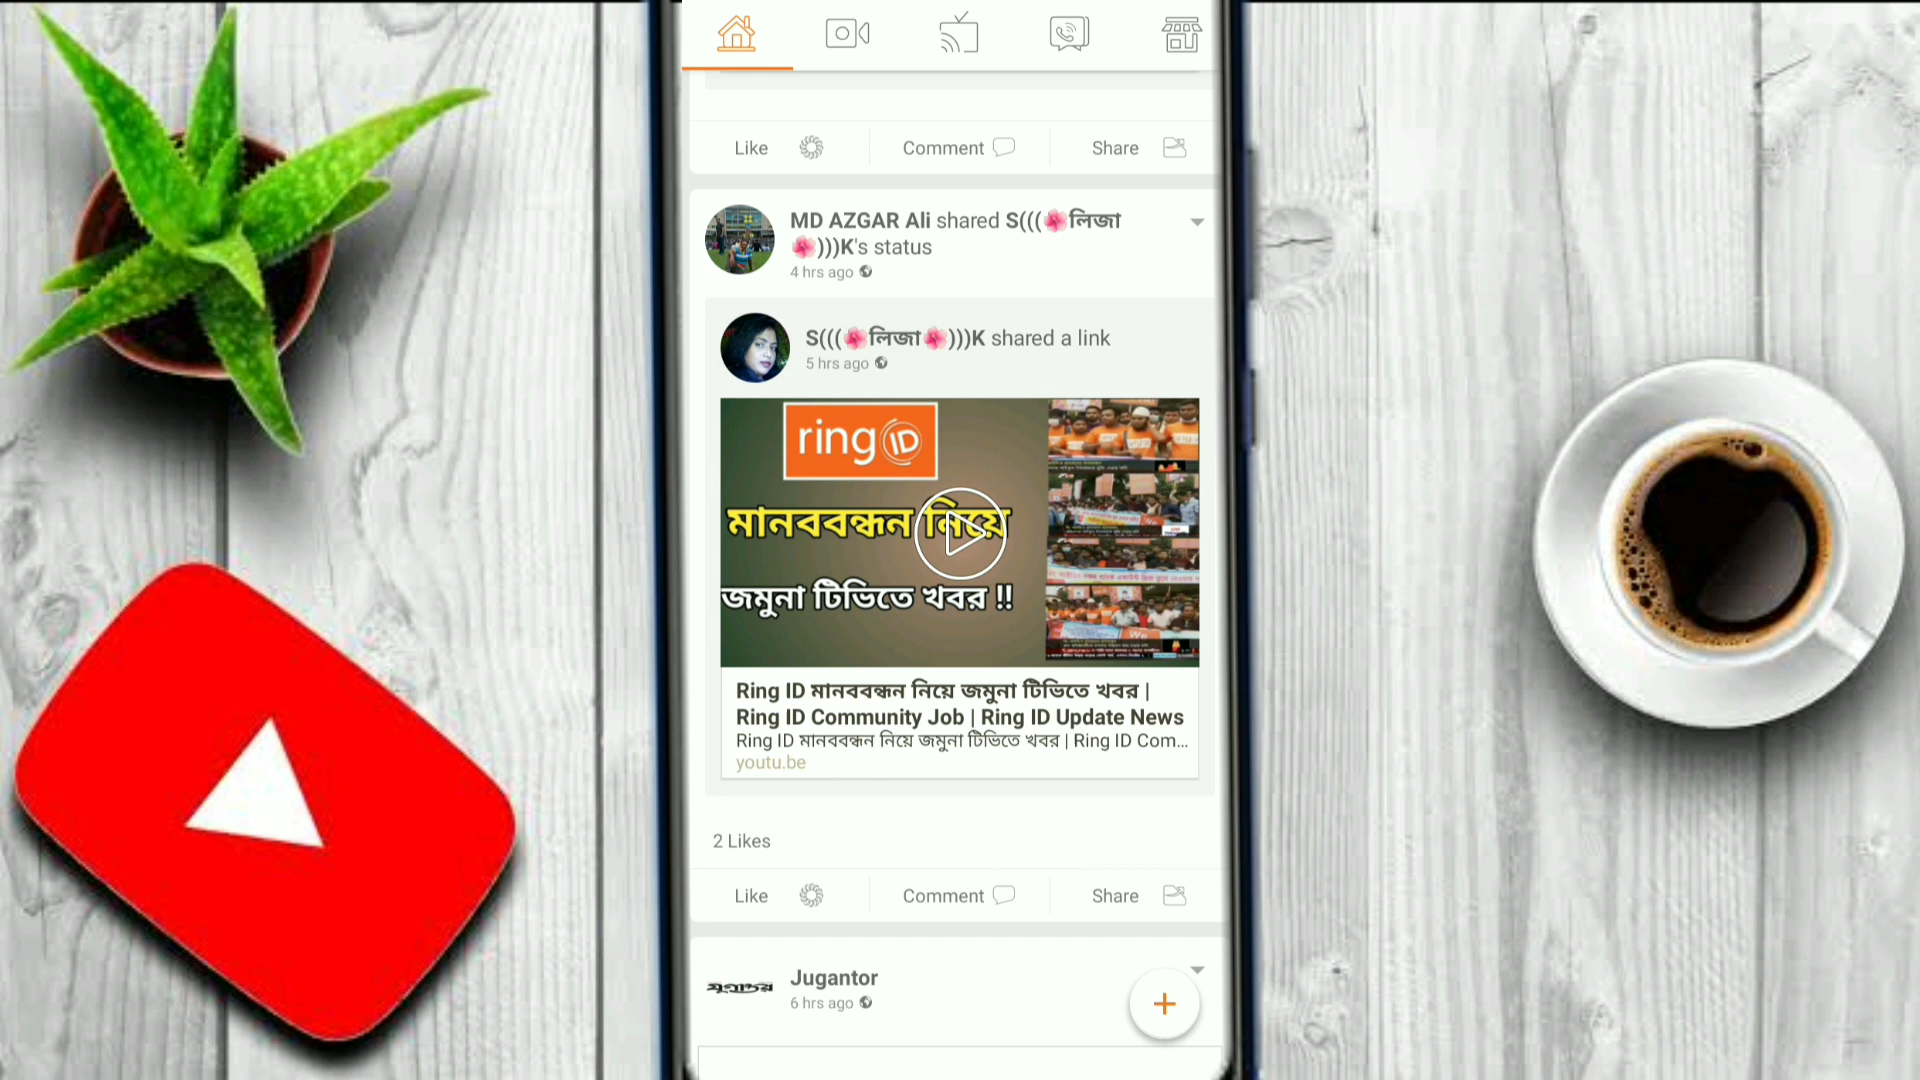 Like
Comment
Share
MD AZGAR Ali shared S(((🌺লিজা
🌺)))K's status
4 hrs ago
S(((🌺লিজা🌺)))K shared a link
5 hrs ago
ring ID
মানববন্ধন নিয়ে
জমুনা টিভিতে খবর !!
Ring ID মানববন্ধন নিয়ে জমুনা টিভিতে খবর |
Ring ID Community Job | Ring ID Update News
Ring ID মানববন্ধন নিয়ে জমুনা টিভিতে খবর | Ring ID Com...
youtu.be
2 Likes
Like
Comment
Share
যুগান্তর
Jugantor
6 hrs ago